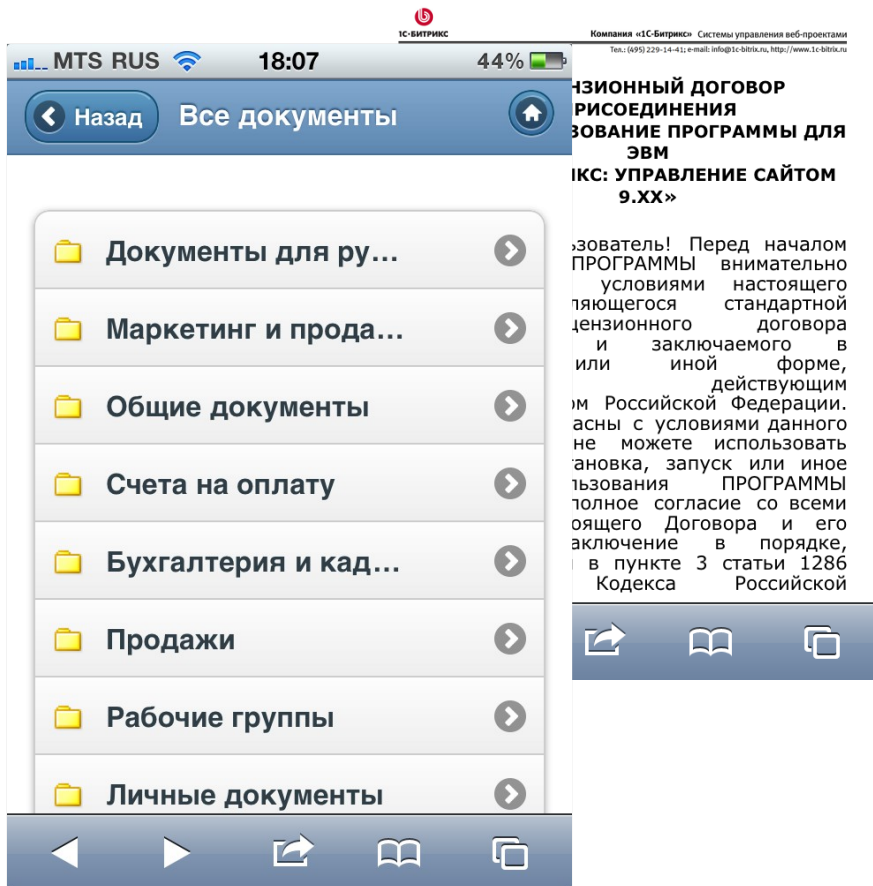 1С-БИТРИКС
Компания «1С-Битрикс» Системы управления веб-проектами
Тел.: (495) 229-14-41; e-mail: info@1c-bitrix.ru, http://www.1c-bitrix.ru
MTS RUS 18:07 44%
Назад Все документы
Документы для ру...
Маркетинг и прода...
Общие документы
Счета на оплату
Бухгалтерия и кад...
Продажи
Рабочие группы
Личные документы
НЗИОННЫЙ ДОГОВОР
РИСОЕДИНЕНИЯ
ЗОВАНИЕ ПРОГРАММЫ ДЛЯ
ЭВМ
ИКС: УПРАВЛЕНИЕ САЙТОМ
9.XX»
ьзователь! Перед началом
ПРОГРАММЫ внимательно
условиями настоящего
ляющегося стандартной
цензионного договора
и заключаемого в
или иной форме,
действующим
ом Российской Федерации.
асны с условиями данного
не можете использовать
тановка, запуск или иное
льзования ПРОГРАММЫ
полное согласие со всеми
оящего Договора и его
аключение в порядке,
в пункте 3 статьи 1286
Кодекса Российской